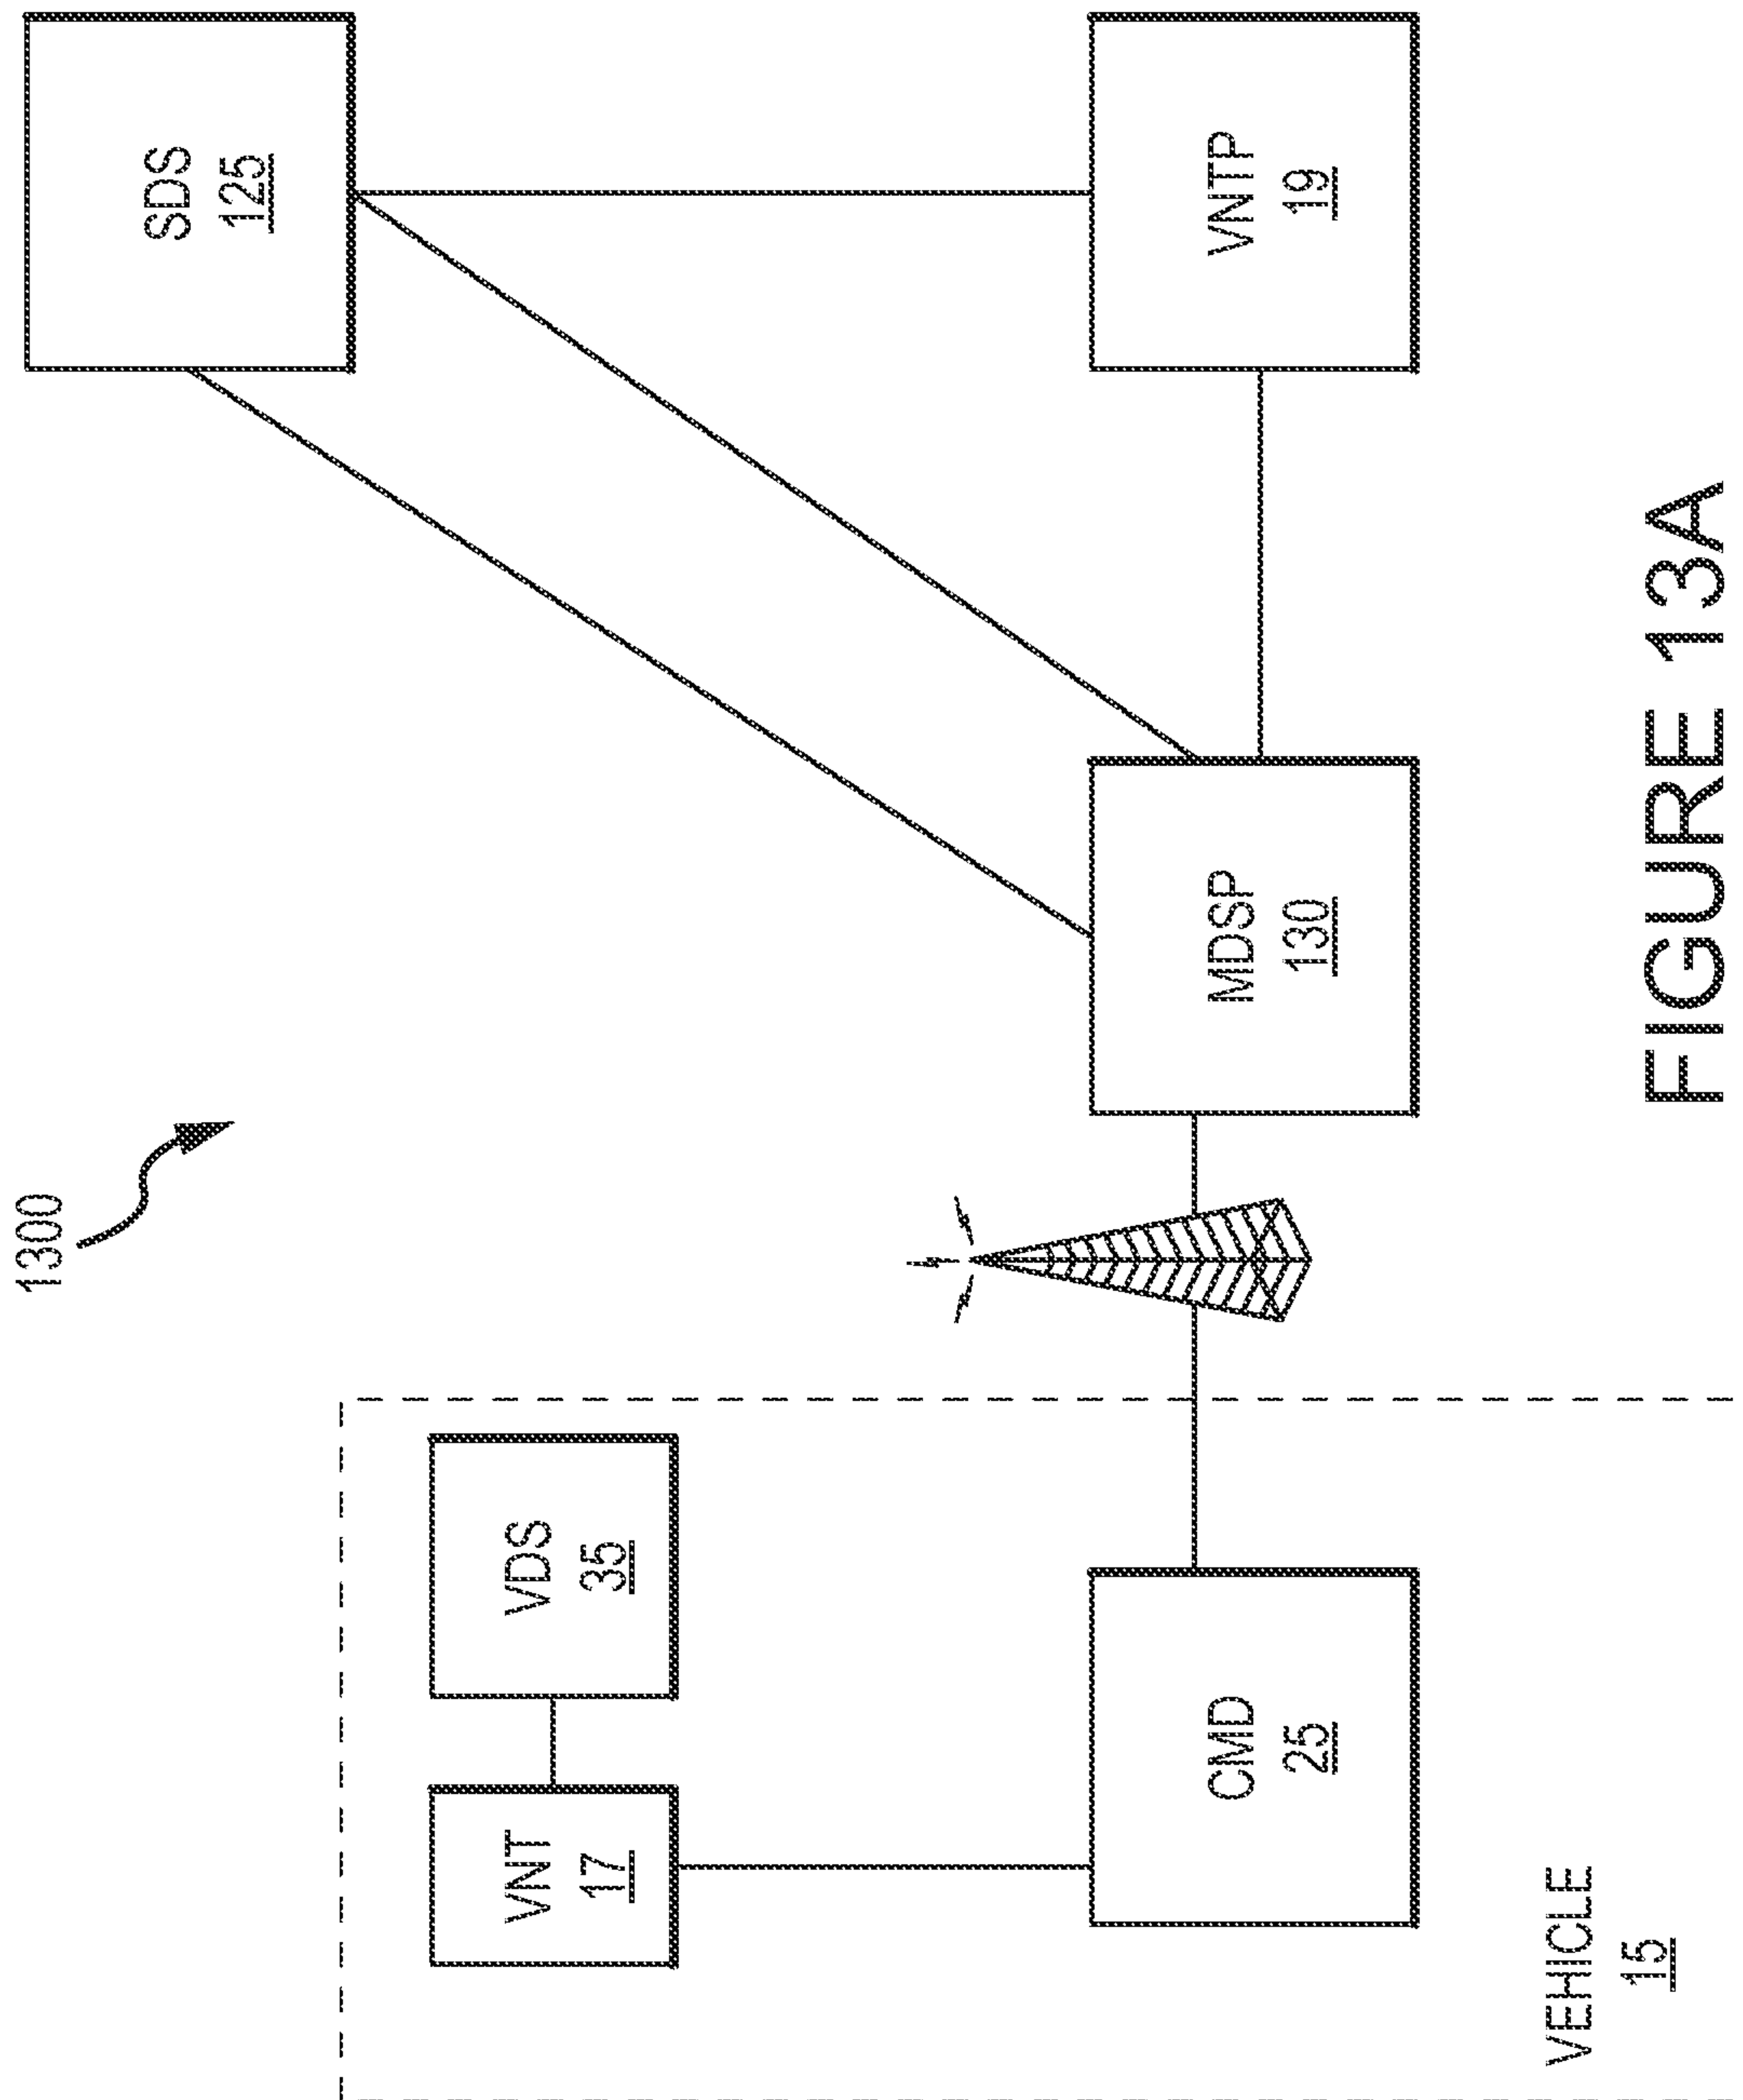 1300
SDS
125
VNT
17
VDS
35
CMD
25
MDSP
130
VNTP
19
VEHICLE
15
FIGURE 13A